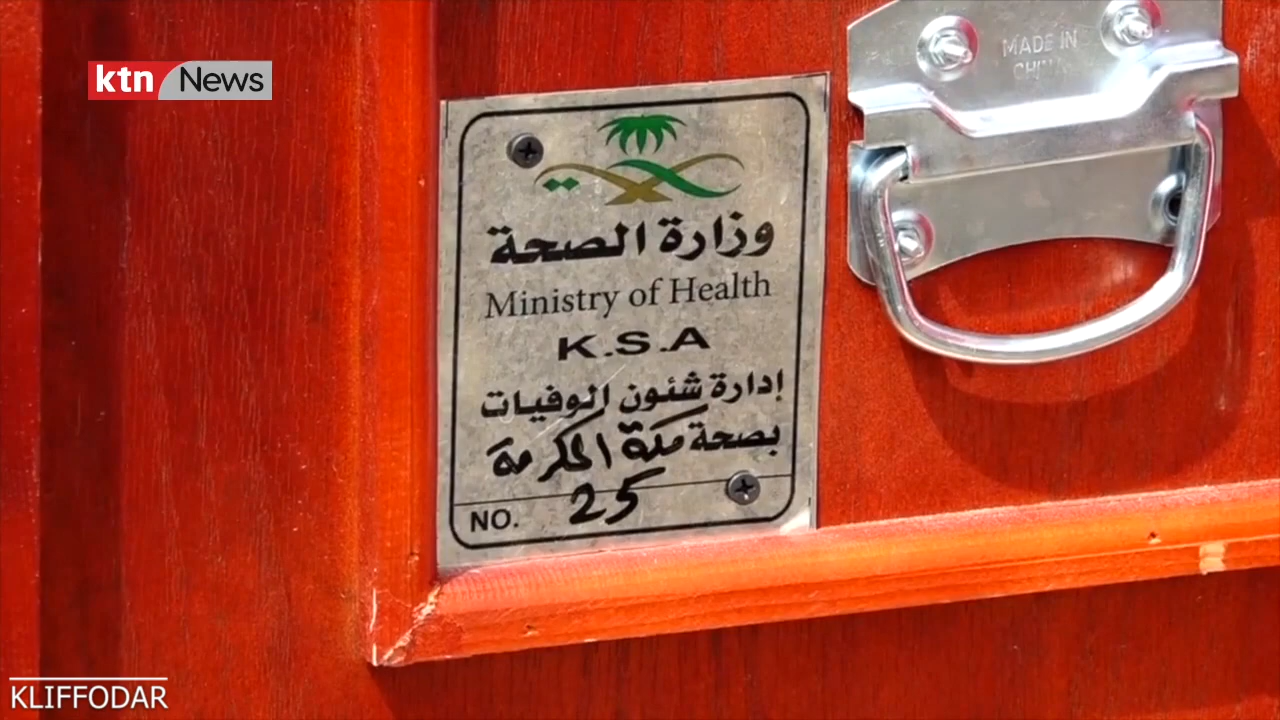 ktn News
MADE IN
CHINA
وزارة الصحة
Ministry of Health
K.S.A
إدارة شئون الوفيات
بصحة مكة المكرمة
NO. 25
KLIFFODAR